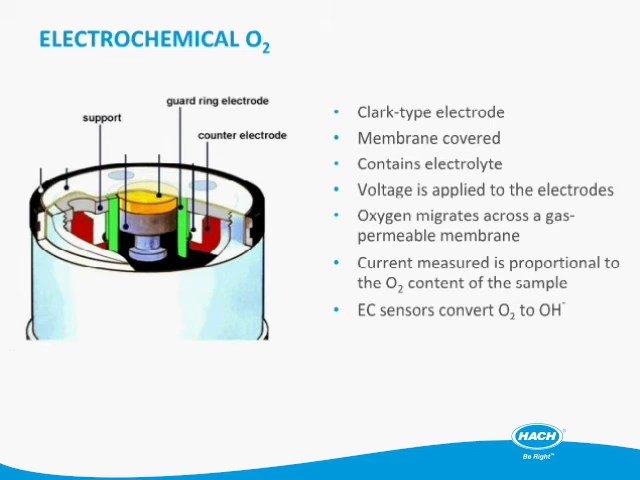 ELECTROCHEMICAL O₂
guard ring electrode
support
counter electrode
• Clark-type electrode
• Membrane covered
• Contains electrolyte
• Voltage is applied to the electrodes
• Oxygen migrates across a gas-
permeable membrane
• Current measured is proportional to
the O₂ content of the sample
• EC sensors convert O₂ to OH⁻
HACH®
Be Right™